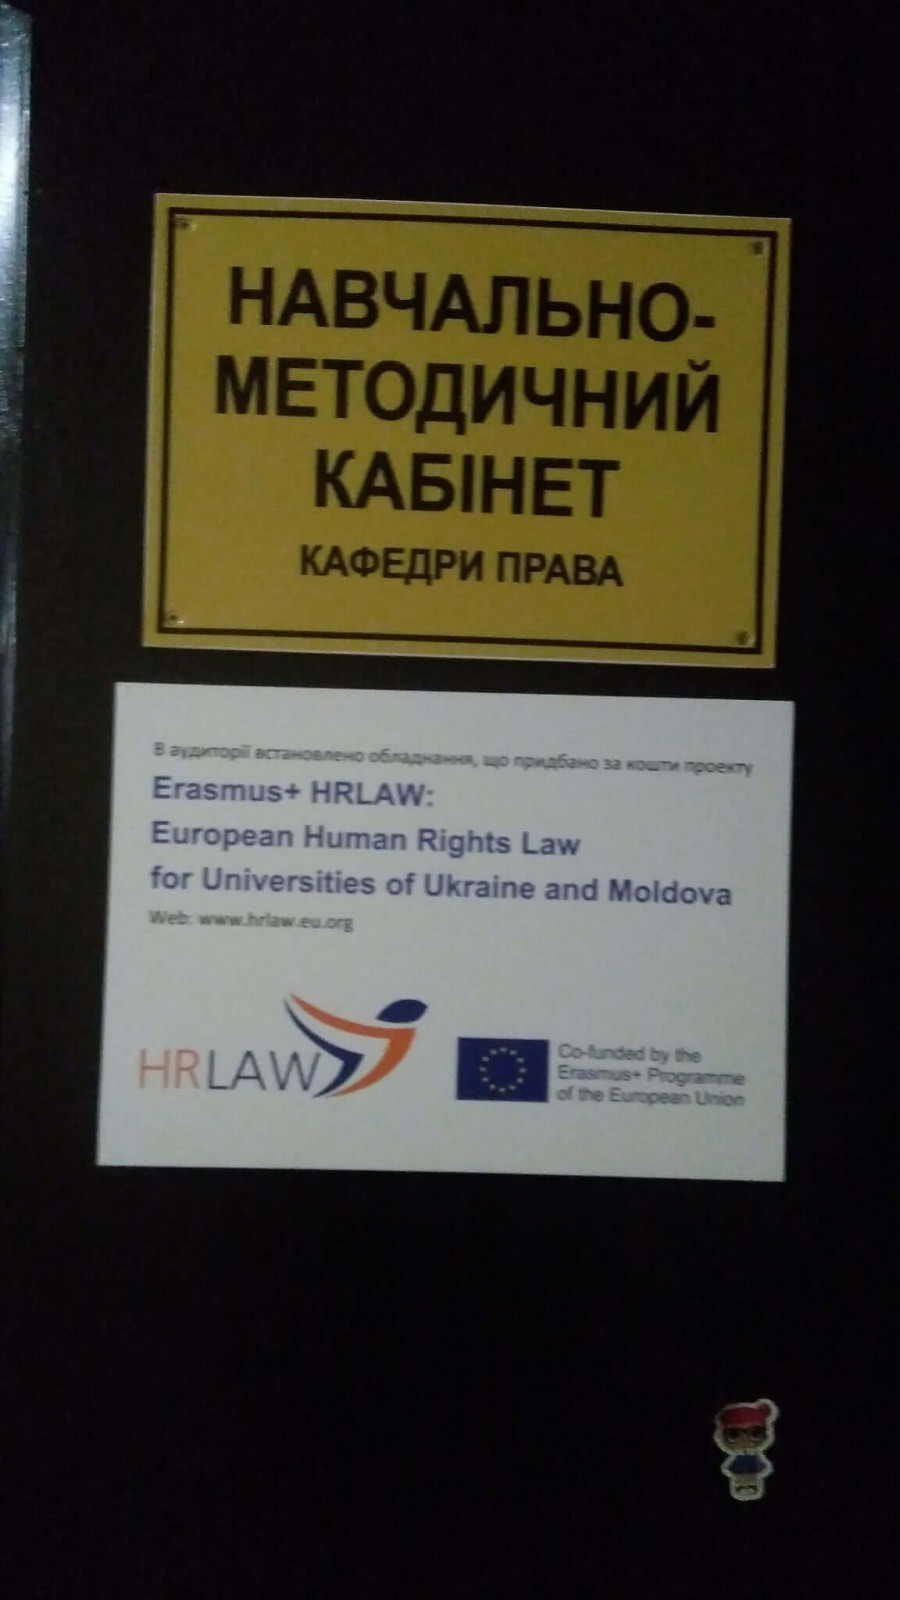 НАВЧАЛЬНО-
МЕТОДИЧНИЙ
КАБІНЕТ
КАФЕДРИ ПРАВА
В аудиторії встановлено обладнання, що придбано за кошти проекту
Erasmus+ HRLAW:
European Human Rights Law
for Universities of Ukraine and Moldova
Web: www.hrlaw.eu.org
HRLAW
Co-funded by the
Erasmus+ Programme
of the European Union